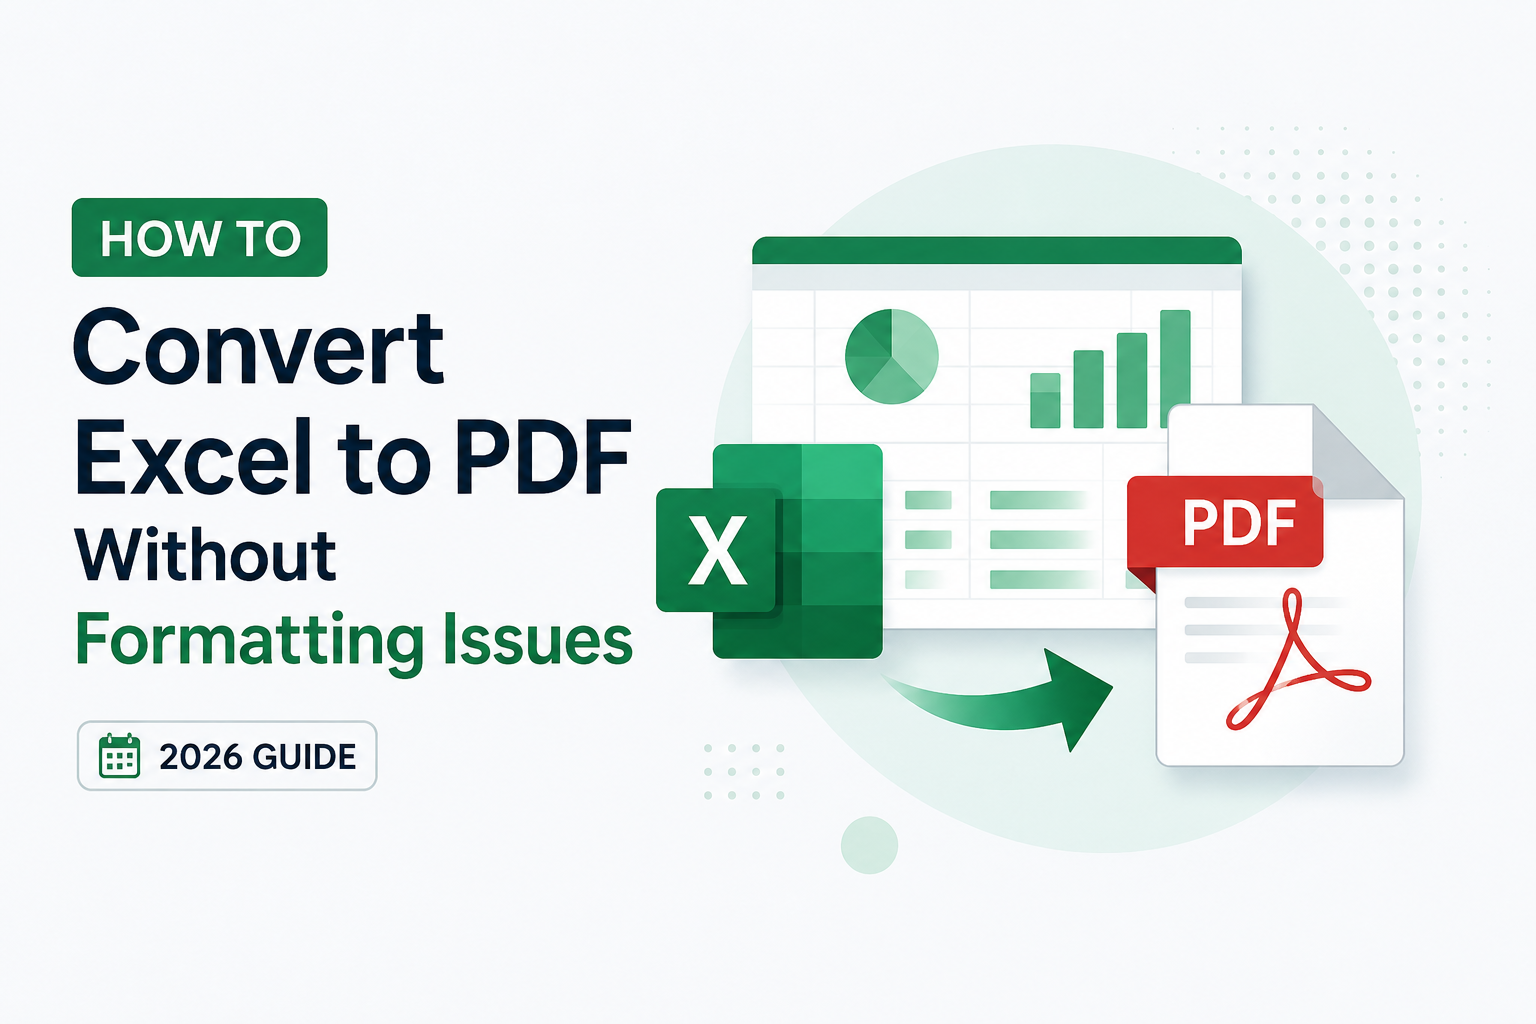 HOW TO
Convert
Excel to PDF
Without
Formatting Issues
2026 GUIDE
X
PDF